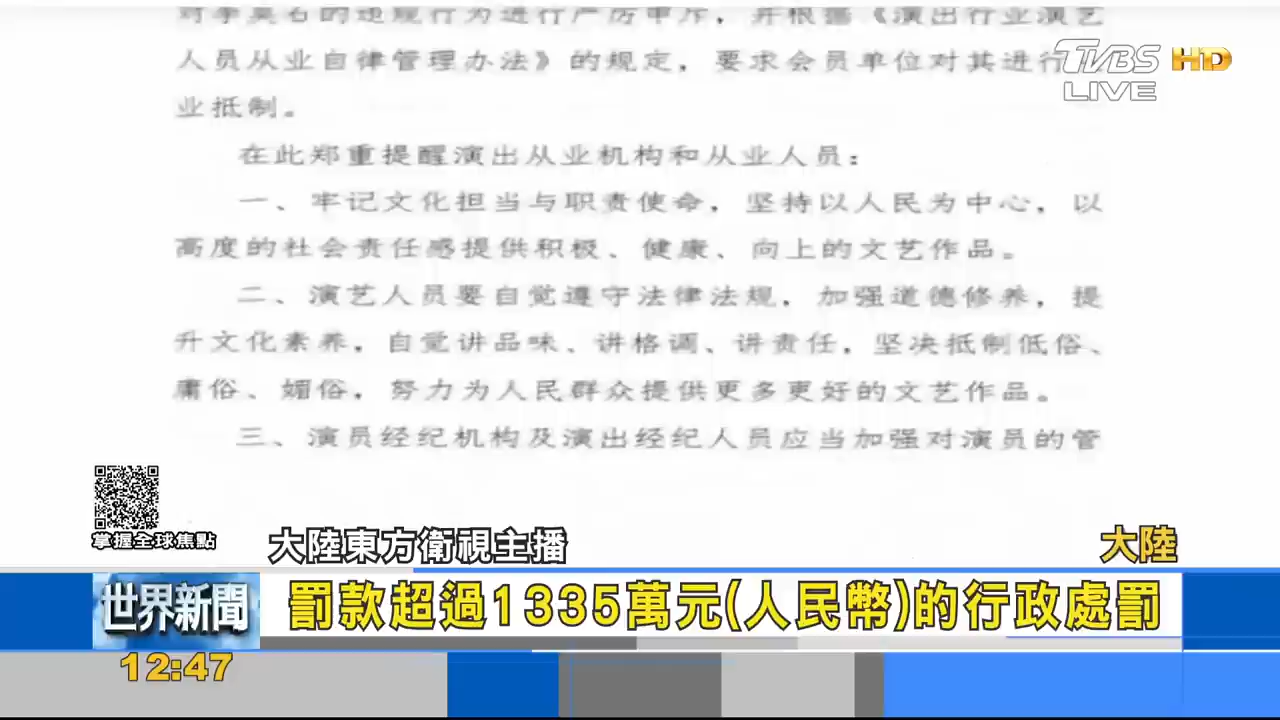 对李昊石的违规行为进行严厉申斥，并根据《演出行业演艺
人员从业自律管理办法》的规定，要求会员单位对其进行
业抵制。
TVBS HD
LIVE
在此郑重提醒演出从业机构和从业人员：
一、牢记文化担当与职责使命，坚持以人民为中心，以
高度的社会责任感提供积极、健康、向上的文艺作品。
二、演艺人员要自觉遵守法律法规，加强道德修养，提
升文化素养，自觉讲品味、讲格调、讲责任，坚决抵制低俗、
庸俗、媚俗，努力为人民群众提供更多更好的文艺作品。
三、演员经纪机构及演出经纪人员应当加强对演员的管
掌握全球焦點
大陸東方衛視主播
大陸
世界新聞
罰款超過1335萬元(人民幣)的行政處罰
12:47